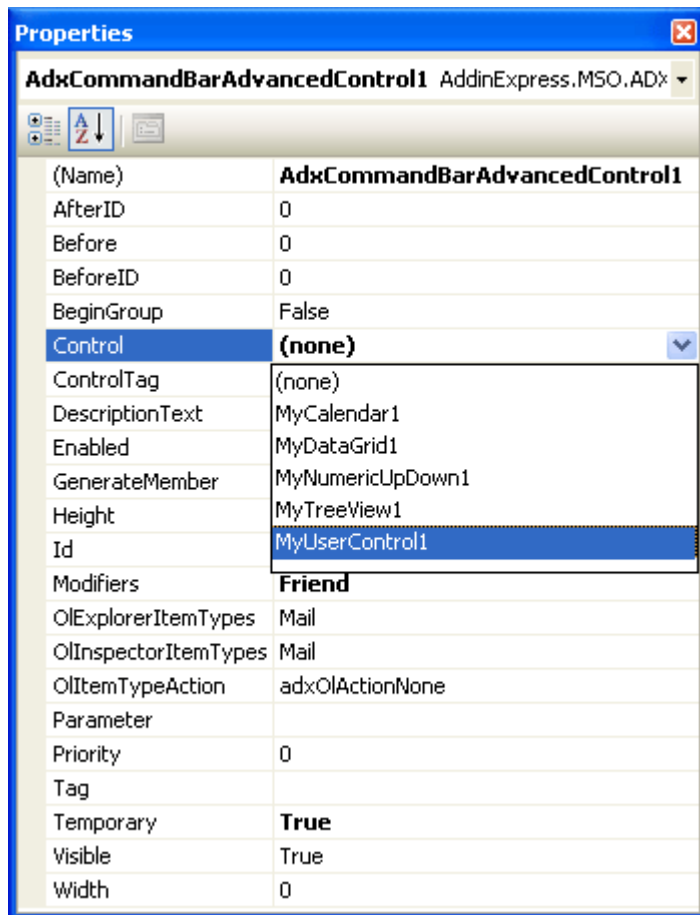 Properties
AdxCommandBarAdvancedControl1 AddinExpress.MSO.ADX
A
Z
(Name) AdxCommandBarAdvancedControl1
AfterID 0
Before 0
BeforeID 0
BeginGroup False
Control (none)
ControlTag (none)
DescriptionText MyCalendar1
Enabled MyDataGrid1
GenerateMember MyNumericUpDown1
Height MyTreeView1
Id MyUserControl1
Modifiers Friend
OlExplorerItemTypes Mail
OlInspectorItemTypes Mail
OlItemTypeAction adxOlActionNone
Parameter
Priority 0
Tag
Temporary True
Visible True
Width 0